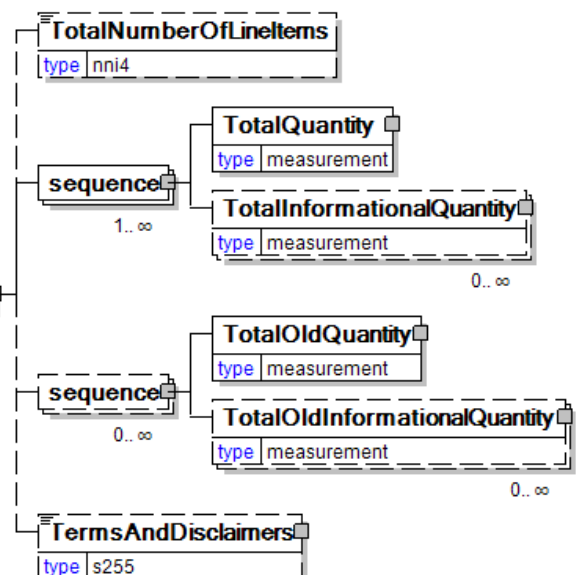 TotalNumberOfLineItems
type nni4
TotalQuantity
type measurement
sequence
1.. ∞
TotalInformationalQuantity
type measurement
0.. ∞
TotalOldQuantity
type measurement
sequence
0.. ∞
TotalOldInformationalQuantity
type measurement
0.. ∞
TermsAndDisclaimers
type s255